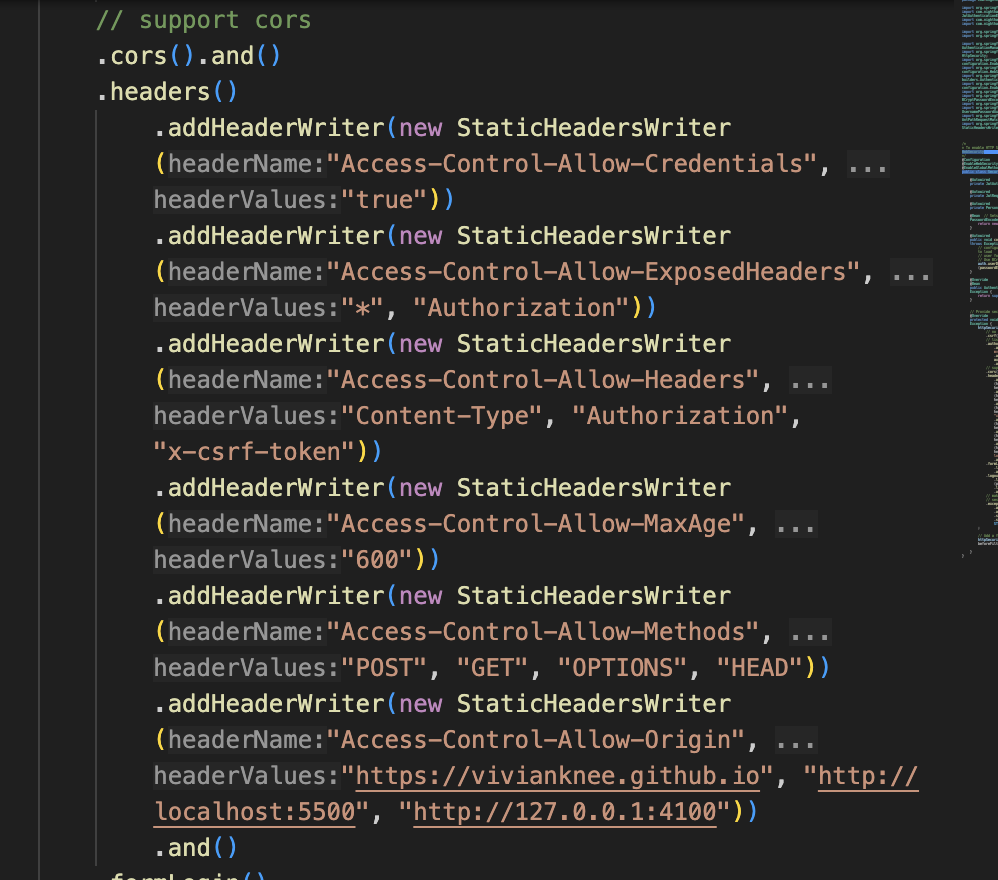 // support cors
.cors().and()
.headers()
.addHeaderWriter(new StaticHeadersWriter
(headerName:"Access-Control-Allow-Credentials", ...
headerValues:"true"))
.addHeaderWriter(new StaticHeadersWriter
(headerName:"Access-Control-Allow-ExposedHeaders", ...
headerValues:"*", "Authorization"))
.addHeaderWriter(new StaticHeadersWriter
(headerName:"Access-Control-Allow-Headers", ...
headerValues:"Content-Type", "Authorization",
"x-csrf-token"))
.addHeaderWriter(new StaticHeadersWriter
(headerName:"Access-Control-Allow-MaxAge", ...
headerValues:"600"))
.addHeaderWriter(new StaticHeadersWriter
(headerName:"Access-Control-Allow-Methods", ...
headerValues:"POST", "GET", "OPTIONS", "HEAD"))
.addHeaderWriter(new StaticHeadersWriter
(headerName:"Access-Control-Allow-Origin", ...
headerValues:"https://vivianknee.github.io", "http://
localhost:5500", "http://127.0.0.1:4100"))
.and()
.formLogin()